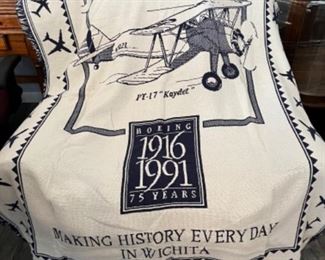 PT-17 "Kaydet"
BOEING
1916
1991
75 YEARS
MAKING HISTORY EVERY DAY
IN WICHITA